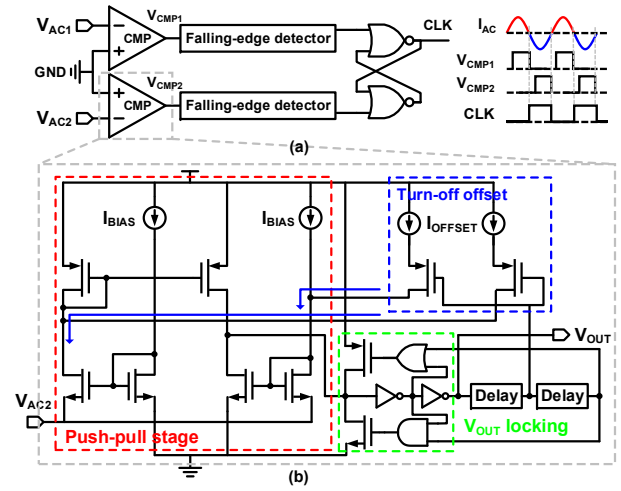 V_AC1
CMP
V_CMP1
Falling-edge detector
CLK
GND
V_AC2
CMP
V_CMP2
Falling-edge detector
I_AC
V_CMP1
V_CMP2
CLK
(a)
I_BIAS
I_BIAS
Turn-off offset
I_OFFSET
V_OUT
V_AC2
Delay
Delay
Push-pull stage
V_OUT locking
(b)